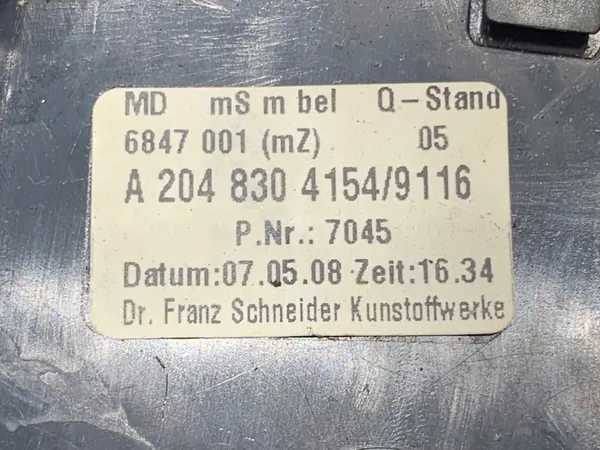 MD mS m bel Q-Stand
6847 001 (mZ) 05
A 204 830 4154/9116
P.Nr.: 7045
Datum:07.05.08 Zeit:16.34
Dr. Franz Schneider Kunstoffwerke